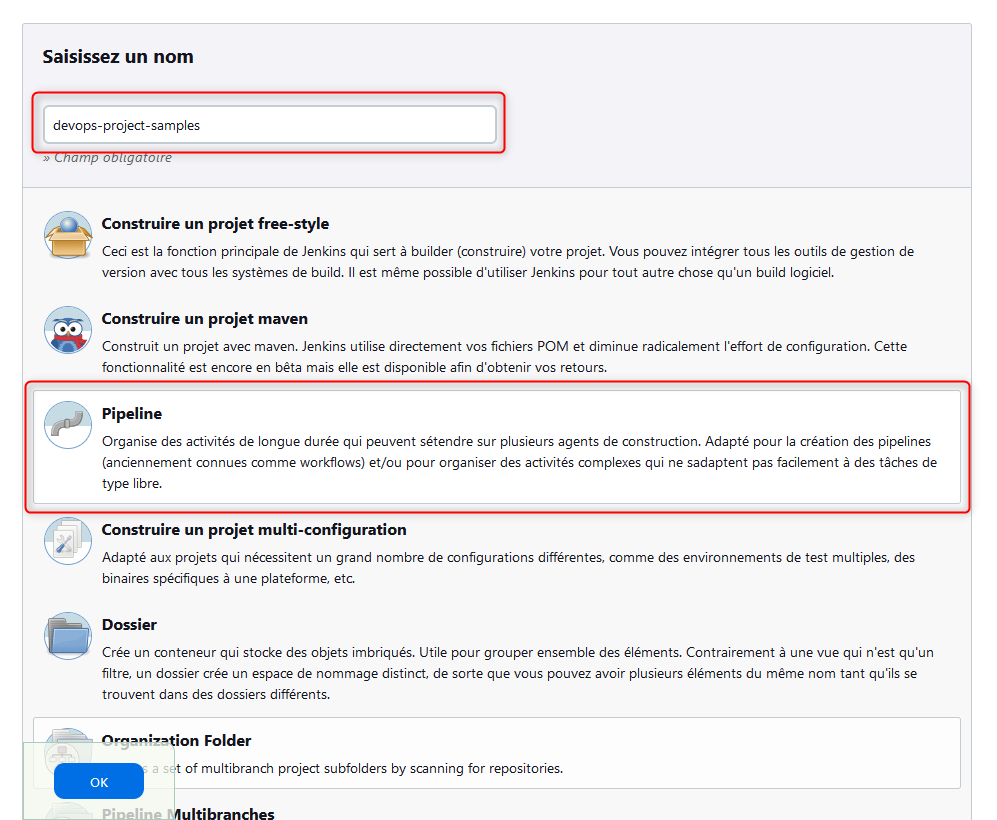 Saisissez un nom
devops-project-samples
» Champ obligatoire
Construire un projet free-style
Ceci est la fonction principale de Jenkins qui sert à builder (construire) votre projet. Vous pouvez intégrer tous les outils de gestion de
version avec tous les systèmes de build. Il est même possible d'utiliser Jenkins pour tout autre chose qu'un build logiciel.
Construire un projet maven
Construit un projet avec maven. Jenkins utilise directement vos fichiers POM et diminue radicalement l'effort de configuration. Cette
fonctionnalité est encore en bêta mais elle est disponible afin d'obtenir vos retours.
Pipeline
Organise des activités de longue durée qui peuvent sétendre sur plusieurs agents de construction. Adapté pour la création des pipelines
(anciennement connues comme workflows) et/ou pour organiser des activités complexes qui ne sadaptent pas facilement à des tâches de
type libre.
Construire un projet multi-configuration
Adapté aux projets qui nécessitent un grand nombre de configurations différentes, comme des environnements de test multiples, des
binaires spécifiques à une plateforme, etc.
Dossier
Crée un conteneur qui stocke des objets imbriqués. Utile pour grouper ensemble des éléments. Contrairement à une vue qui n'est qu'un
filtre, un dossier crée un espace de nommage distinct, de sorte que vous pouvez avoir plusieurs éléments du même nom tant qu'ils se
trouvent dans des dossiers différents.
Organization Folder
a set of multibranch project subfolders by scanning for repositories.
OK
Pipeline Multibranches